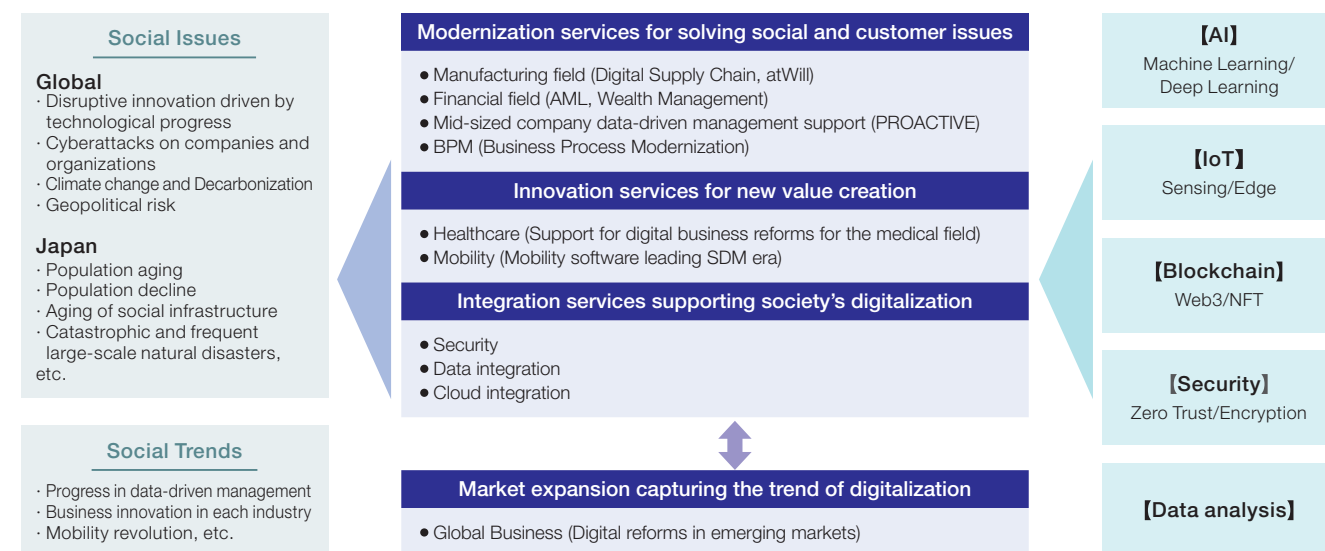 Social Issues
Global
· Disruptive innovation driven by
technological progress
· Cyberattacks on companies and
organizations
· Climate change and Decarbonization
· Geopolitical risk
Japan
· Population aging
· Population decline
· Aging of social infrastructure
· Catastrophic and frequent
large-scale natural disasters,
etc.
Social Trends
· Progress in data-driven management
· Business innovation in each industry
· Mobility revolution, etc.
Modernization services for solving social and customer issues
● Manufacturing field (Digital Supply Chain, atWill)
● Financial field (AML, Wealth Management)
● Mid-sized company data-driven management support (PROACTIVE)
● BPM (Business Process Modernization)
Innovation services for new value creation
● Healthcare (Support for digital business reforms for the medical field)
● Mobility (Mobility software leading SDM era)
Integration services supporting society’s digitalization
● Security
● Data integration
● Cloud integration
Market expansion capturing the trend of digitalization
● Global Business (Digital reforms in emerging markets)
【AI】
Machine Learning/
Deep Learning
【IoT】
Sensing/Edge
【Blockchain】
Web3/NFT
【Security】
Zero Trust/Encryption
【Data analysis】